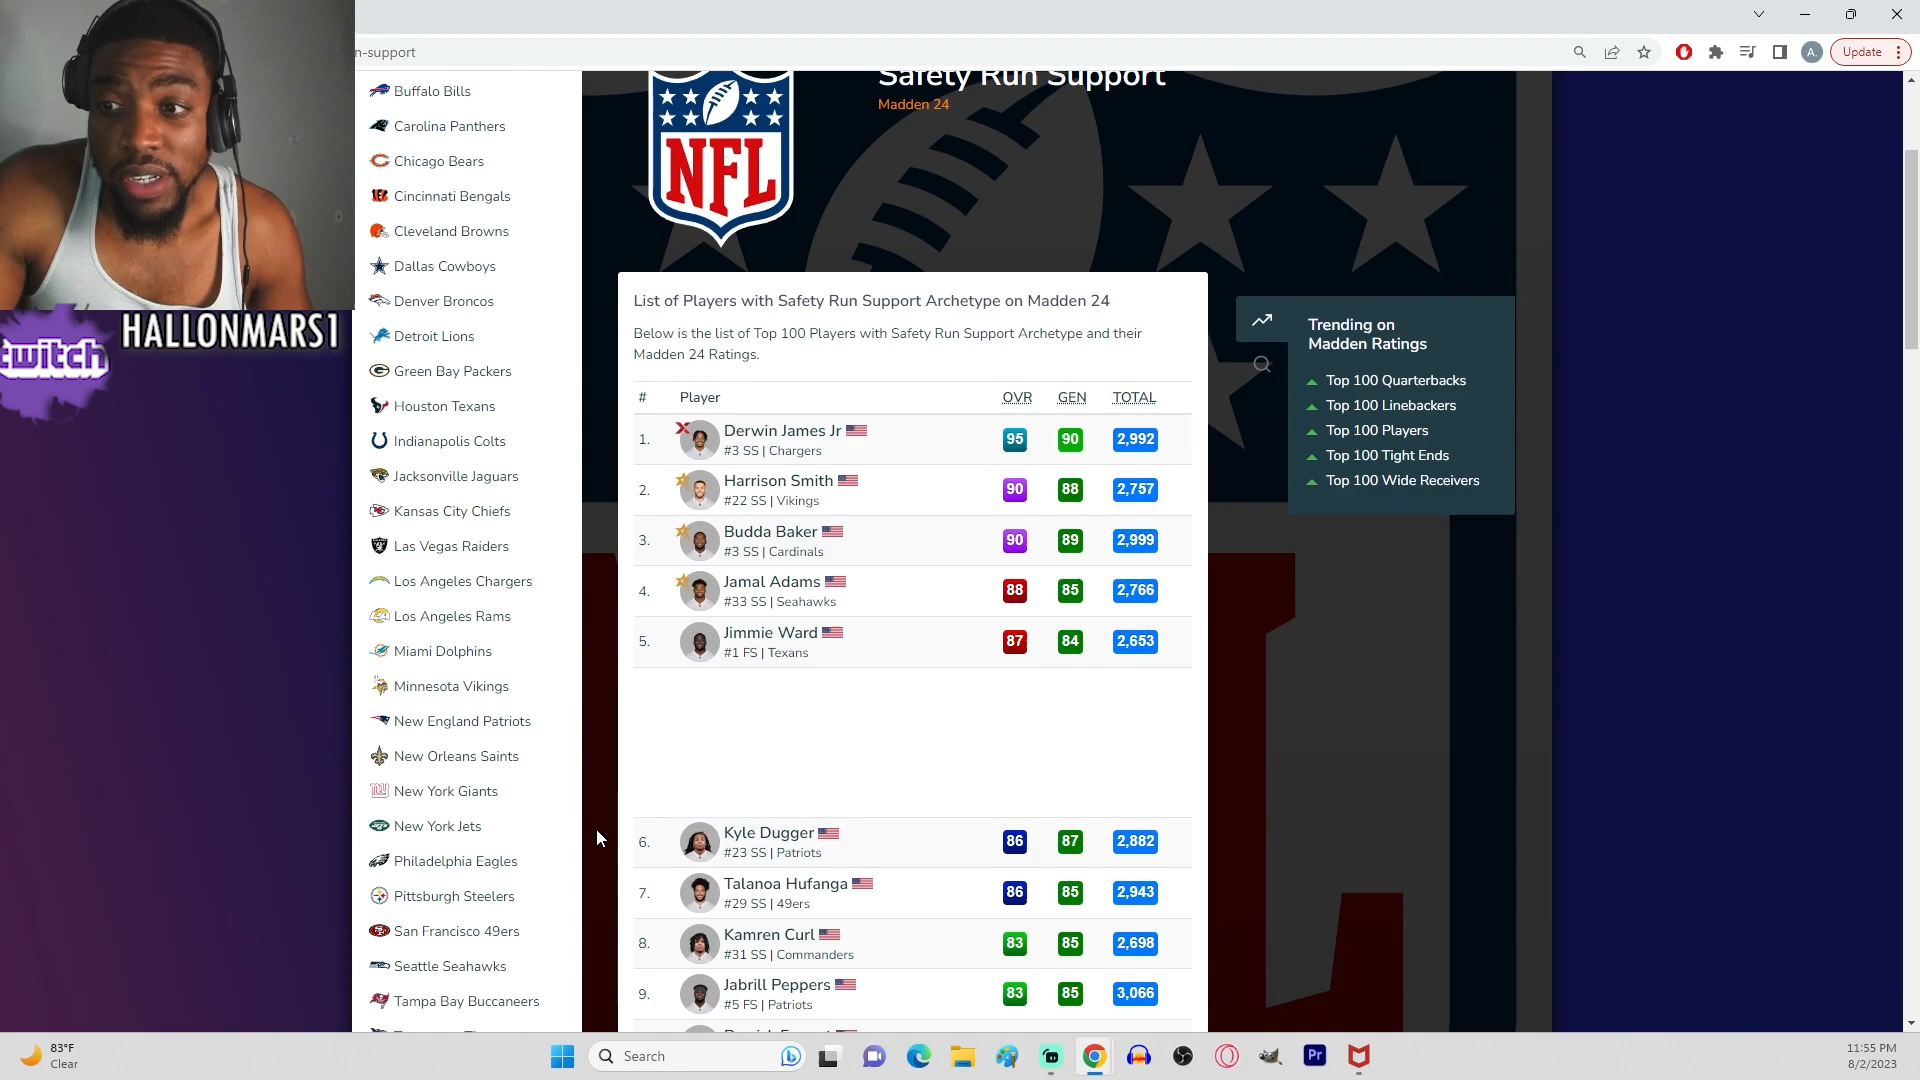 n-support
Update
A.
Buffalo Bills
Carolina Panthers
Chicago Bears
Cincinnati Bengals
Cleveland Browns
Dallas Cowboys
Denver Broncos
Detroit Lions
Green Bay Packers
Houston Texans
Indianapolis Colts
Jacksonville Jaguars
Kansas City Chiefs
Las Vegas Raiders
Los Angeles Chargers
Los Angeles Rams
Miami Dolphins
Minnesota Vikings
New England Patriots
New Orleans Saints
New York Giants
New York Jets
Philadelphia Eagles
Pittsburgh Steelers
San Francisco 49ers
Seattle Seahawks
Tampa Bay Buccaneers
twitch
HALLONMARS1
NFL
Safety Run Support
Madden 24
List of Players with Safety Run Support Archetype on Madden 24
Below is the list of Top 100 Players with Safety Run Support Archetype and their
Madden 24 Ratings.
# Player OVR GEN TOTAL
1. Derwin James Jr 95 90 2,992
#3 SS | Chargers
2. Harrison Smith 90 88 2,757
#22 SS | Vikings
3. Budda Baker 90 89 2,999
#3 SS | Cardinals
4. Jamal Adams 88 85 2,766
#33 SS | Seahawks
5. Jimmie Ward 87 84 2,653
#1 FS | Texans
6. Kyle Dugger 86 87 2,882
#23 SS | Patriots
7. Talanoa Hufanga 86 85 2,943
#29 SS | 49ers
8. Kamren Curl 83 85 2,698
#31 SS | Commanders
9. Jabrill Peppers 83 85 3,066
#5 FS | Patriots
Trending on
Madden Ratings
Top 100 Quarterbacks
Top 100 Linebackers
Top 100 Players
Top 100 Tight Ends
Top 100 Wide Receivers
83°F
Clear
Search
Pr
11:55 PM
8/2/2023